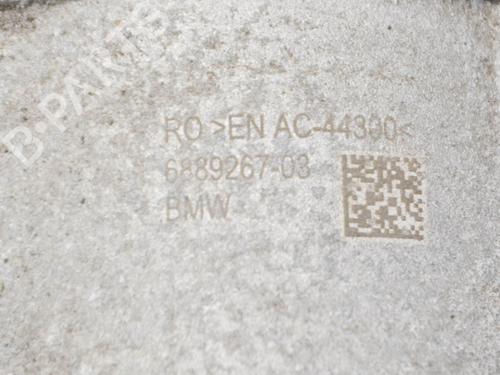 B-PARTS
RO >EN AC-44300<
6889267-03
BMW